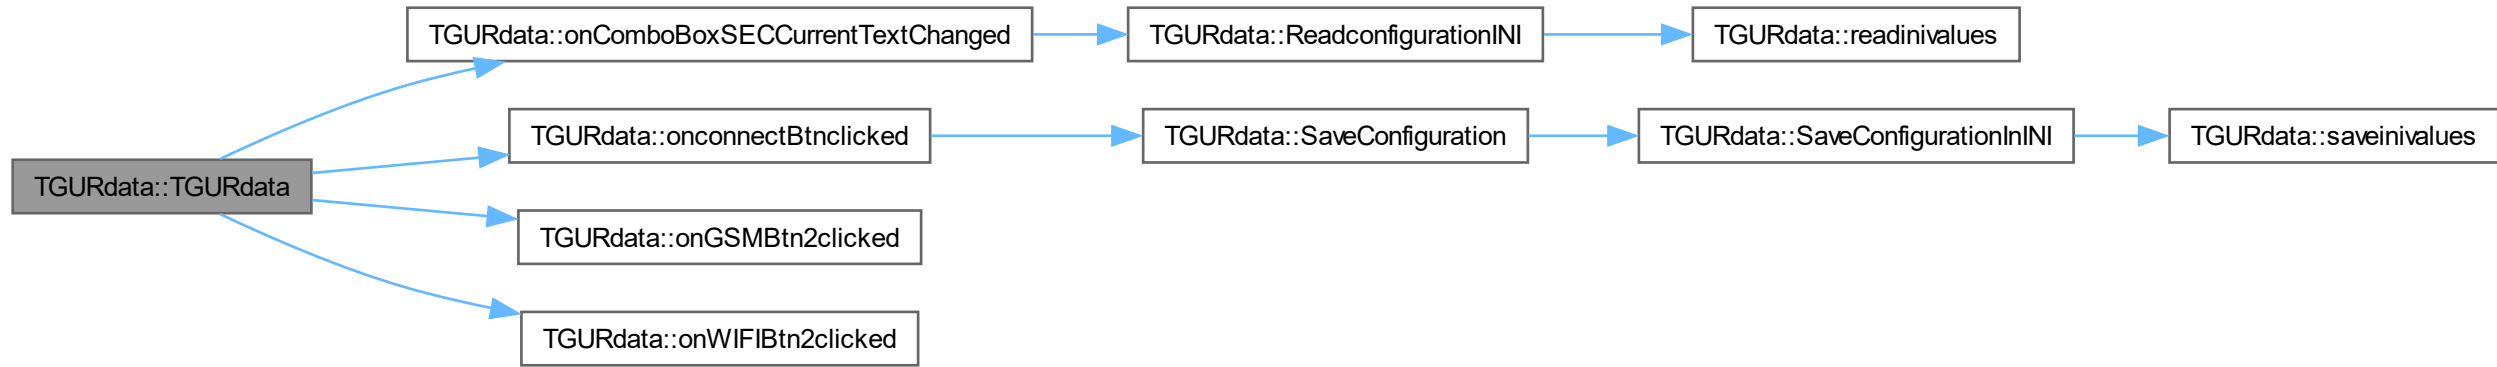 TGURdata::onComboBoxSECCurrentTextChanged
TGURdata::ReadconfigurationINI
TGURdata::readinivalues
TGURdata::onconnectBtnclicked
TGURdata::SaveConfiguration
TGURdata::SaveConfigurationInINI
TGURdata::saveinivalues
TGURdata::TGURdata
TGURdata::onGSMBtn2clicked
TGURdata::onWIFIBtn2clicked